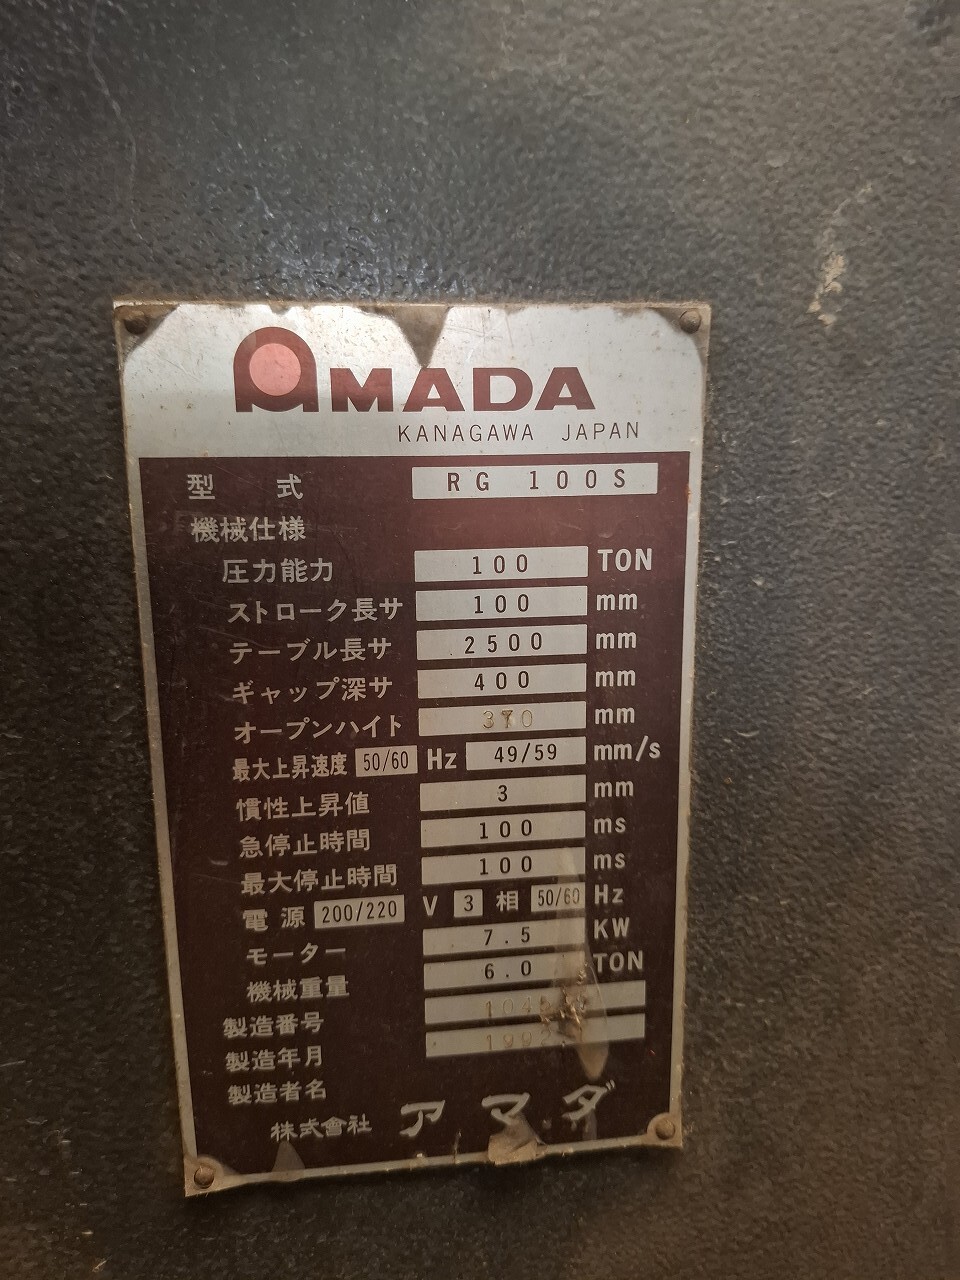 AMADA
KANAGAWA JAPAN
型式 RG 100S
機械仕様
圧力能力 100 TON
ストローク長サ 100 mm
テーブル長サ 2500 mm
ギャップ深サ 400 mm
オープンハイト 370 mm
最大上昇速度 50/60 Hz 49/59 mm/s
慣性上昇値 3 mm
急停止時間 100 ms
最大停止時間 100 ms
電源 200/220 V 3 相 50/60 Hz
モーター 7.5 KW
機械重量 6.0 TON
製造番号
製造年月
製造者名
株式會社 アマダ